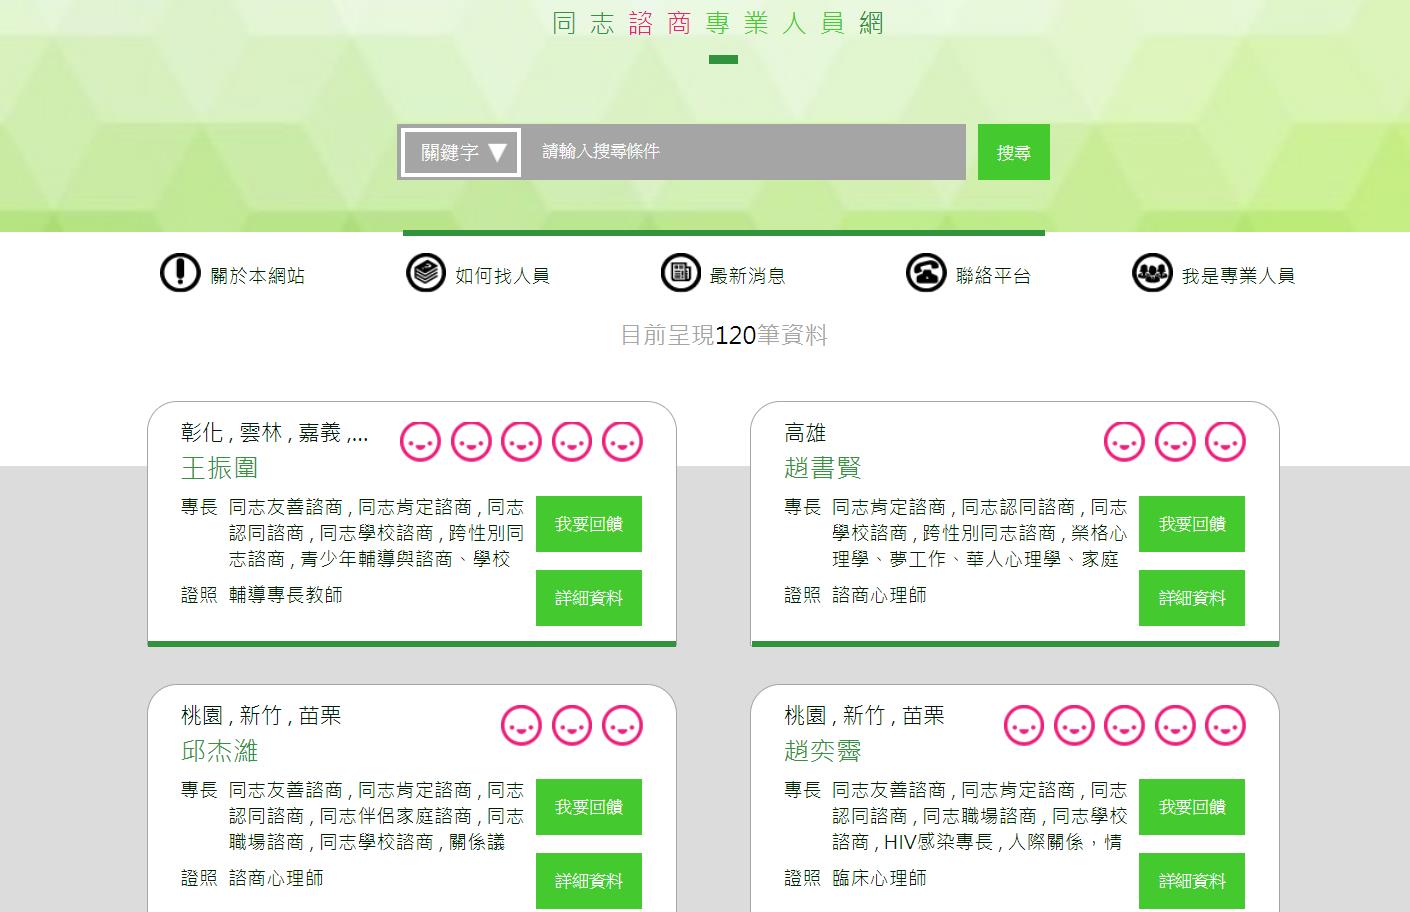 同志諮商專業人員網
關鍵字 ▼ 請輸入搜尋條件 搜尋
關於本網站 如何找人員 最新消息 聯絡平台 我是專業人員
目前呈現120筆資料
彰化 , 雲林 , 嘉義 ,...
王振圍
專長 同志友善諮商 , 同志肯定諮商 , 同志
認同諮商 , 同志學校諮商 , 跨性別同
志諮商 , 青少年輔導與諮商、學校
證照 輔導專長教師
我要回饋
詳細資料
高雄
趙書賢
專長 同志肯定諮商 , 同志認同諮商 , 同志
學校諮商 , 跨性別同志諮商 , 榮格心
理學、夢工作、華人心理學、家庭
證照 諮商心理師
我要回饋
詳細資料
桃園 , 新竹 , 苗栗
邱杰濰
專長 同志友善諮商 , 同志肯定諮商 , 同志
認同諮商 , 同志伴侶家庭諮商 , 同志
職場諮商 , 同志學校諮商 , 關係議
證照 諮商心理師
我要回饋
詳細資料
桃園 , 新竹 , 苗栗
趙奕霽
專長 同志友善諮商 , 同志肯定諮商 , 同志
認同諮商 , 同志職場諮商 , 同志學校
諮商 , HIV感染專長 , 人際關係，情
證照 臨床心理師
我要回饋
詳細資料